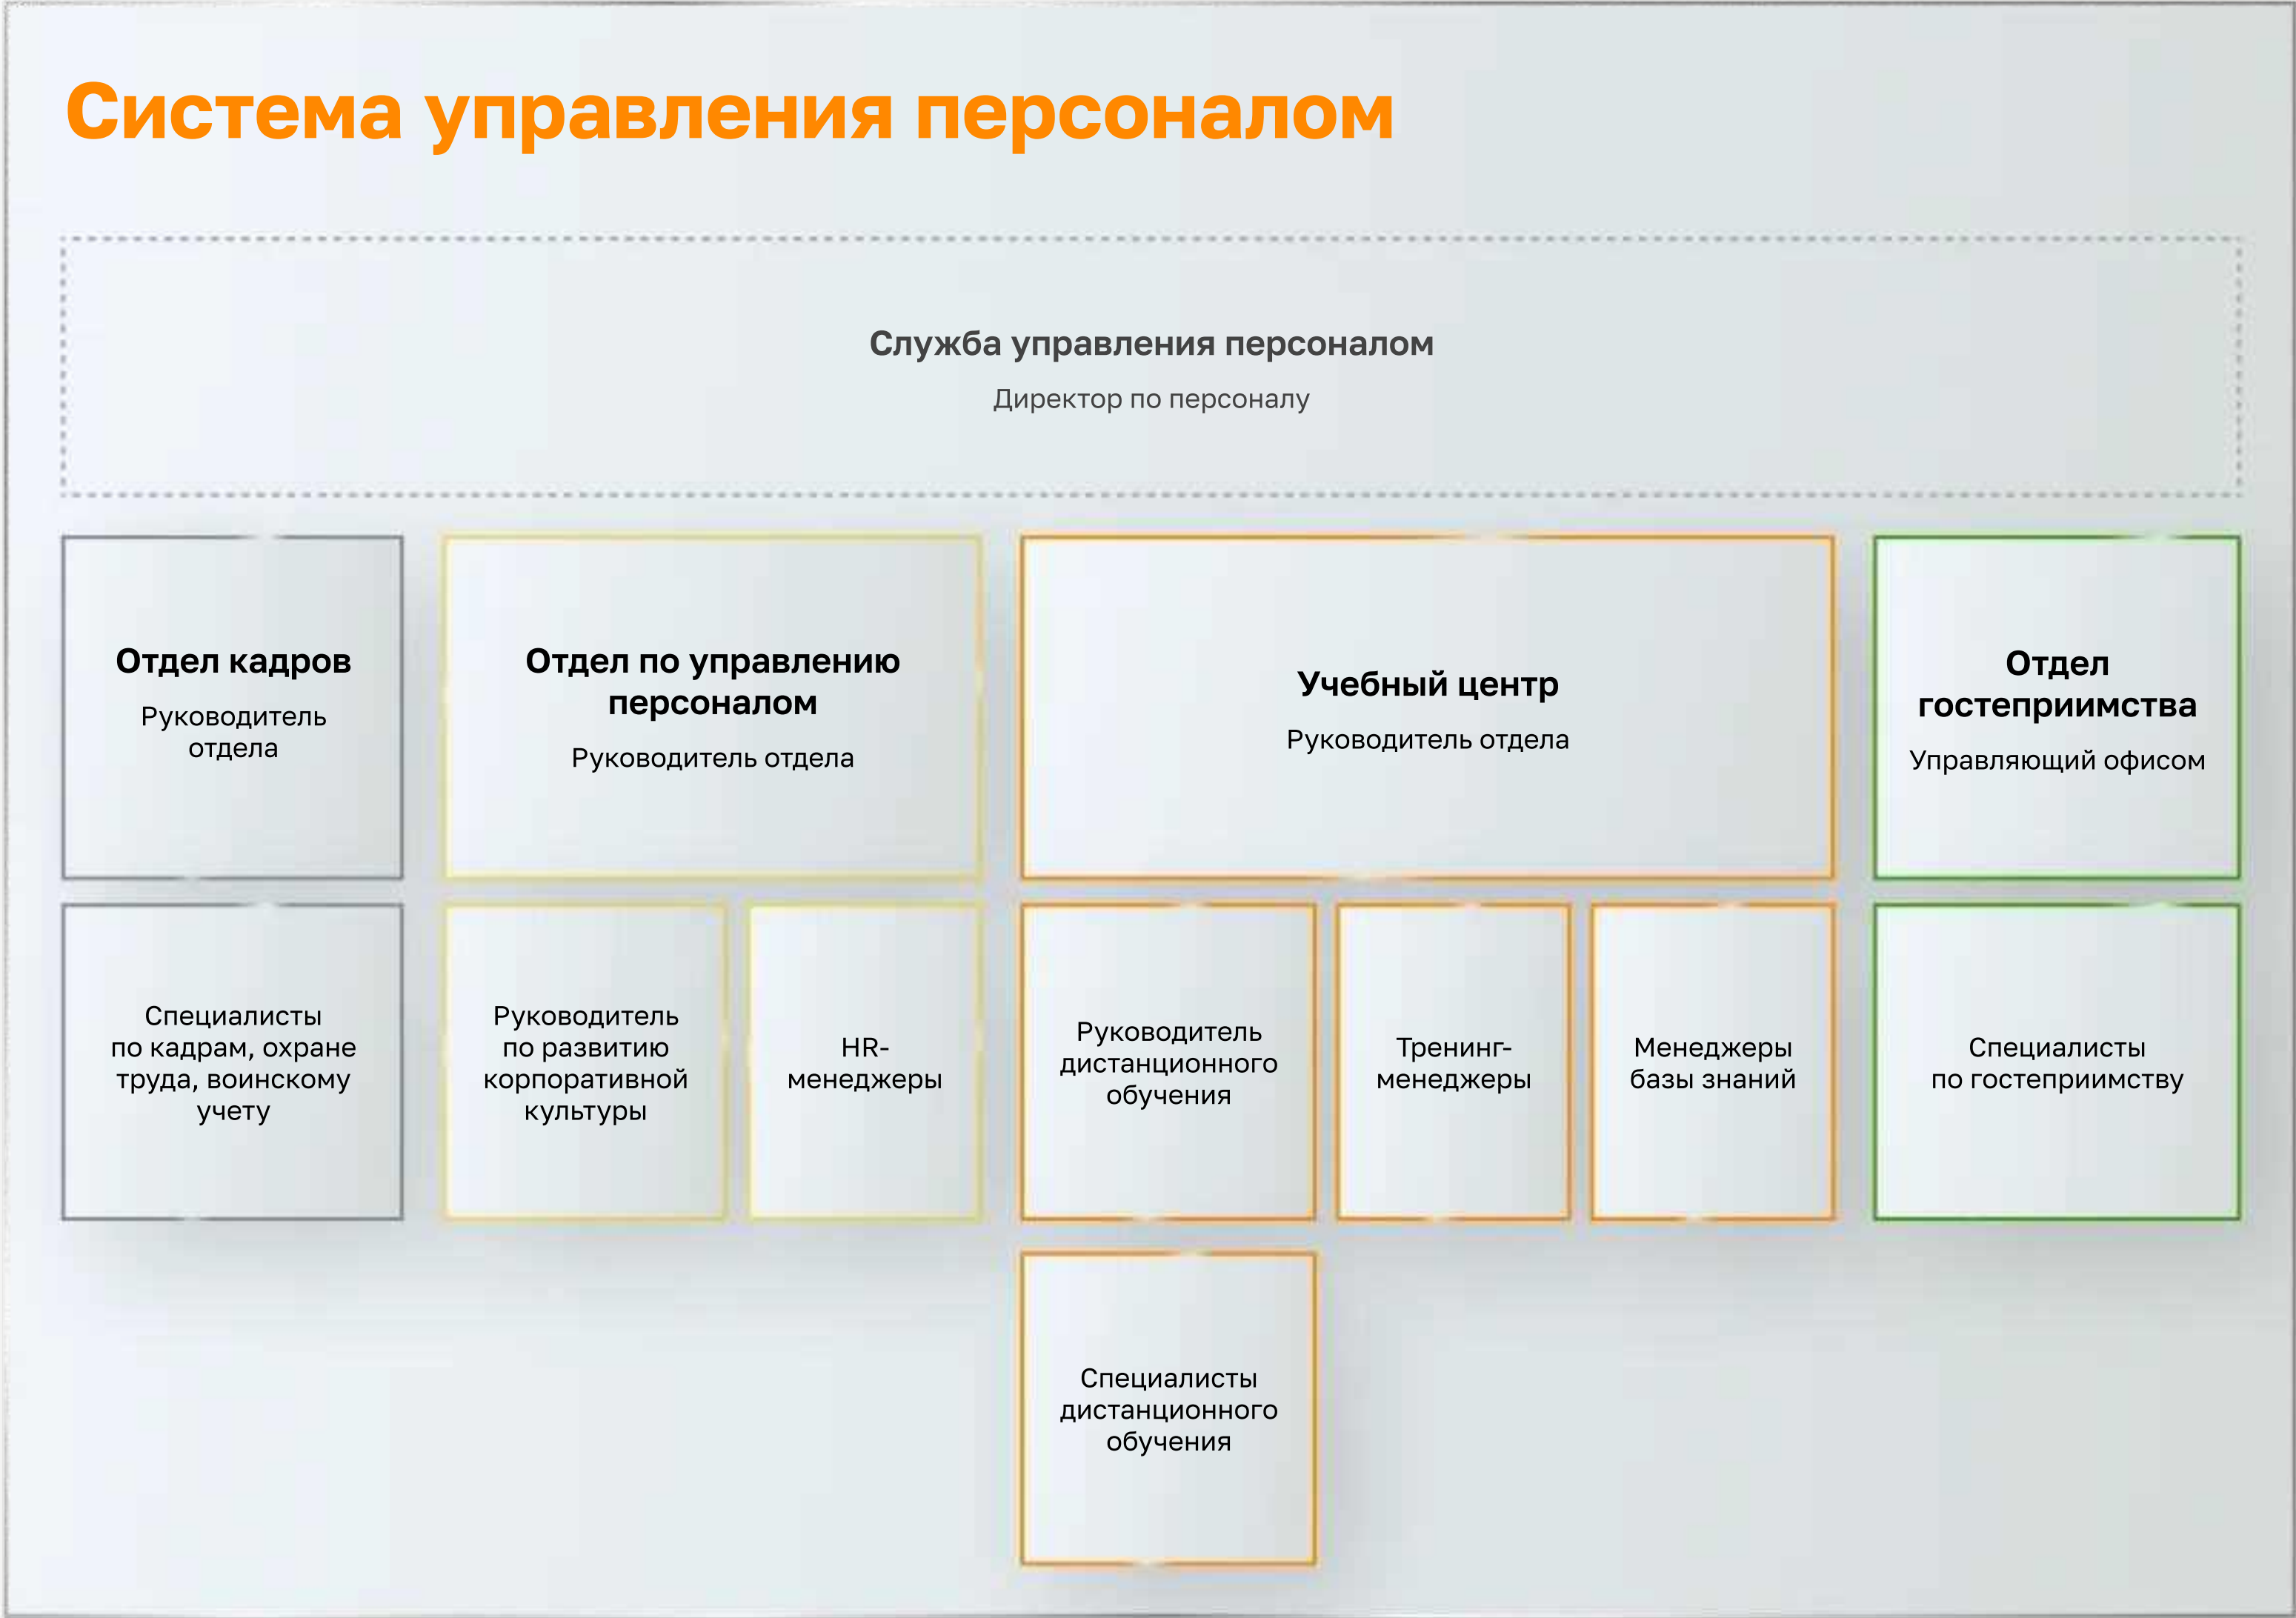 Система управления персоналом
Служба управления персоналом
Директор по персоналу
Отдел кадров
Руководитель
отдела
Отдел по управлению
персоналом
Руководитель отдела
Учебный центр
Руководитель отдела
Отдел
гостеприимства
Управляющий офисом
Специалисты
по кадрам, охране
труда, воинскому
учету
Руководитель
по развитию
корпоративной
культуры
HR-
менеджеры
Руководитель
дистанционного
обучения
Тренинг-
менеджеры
Менеджеры
базы знаний
Специалисты
по гостеприимству
Специалисты
дистанционного
обучения